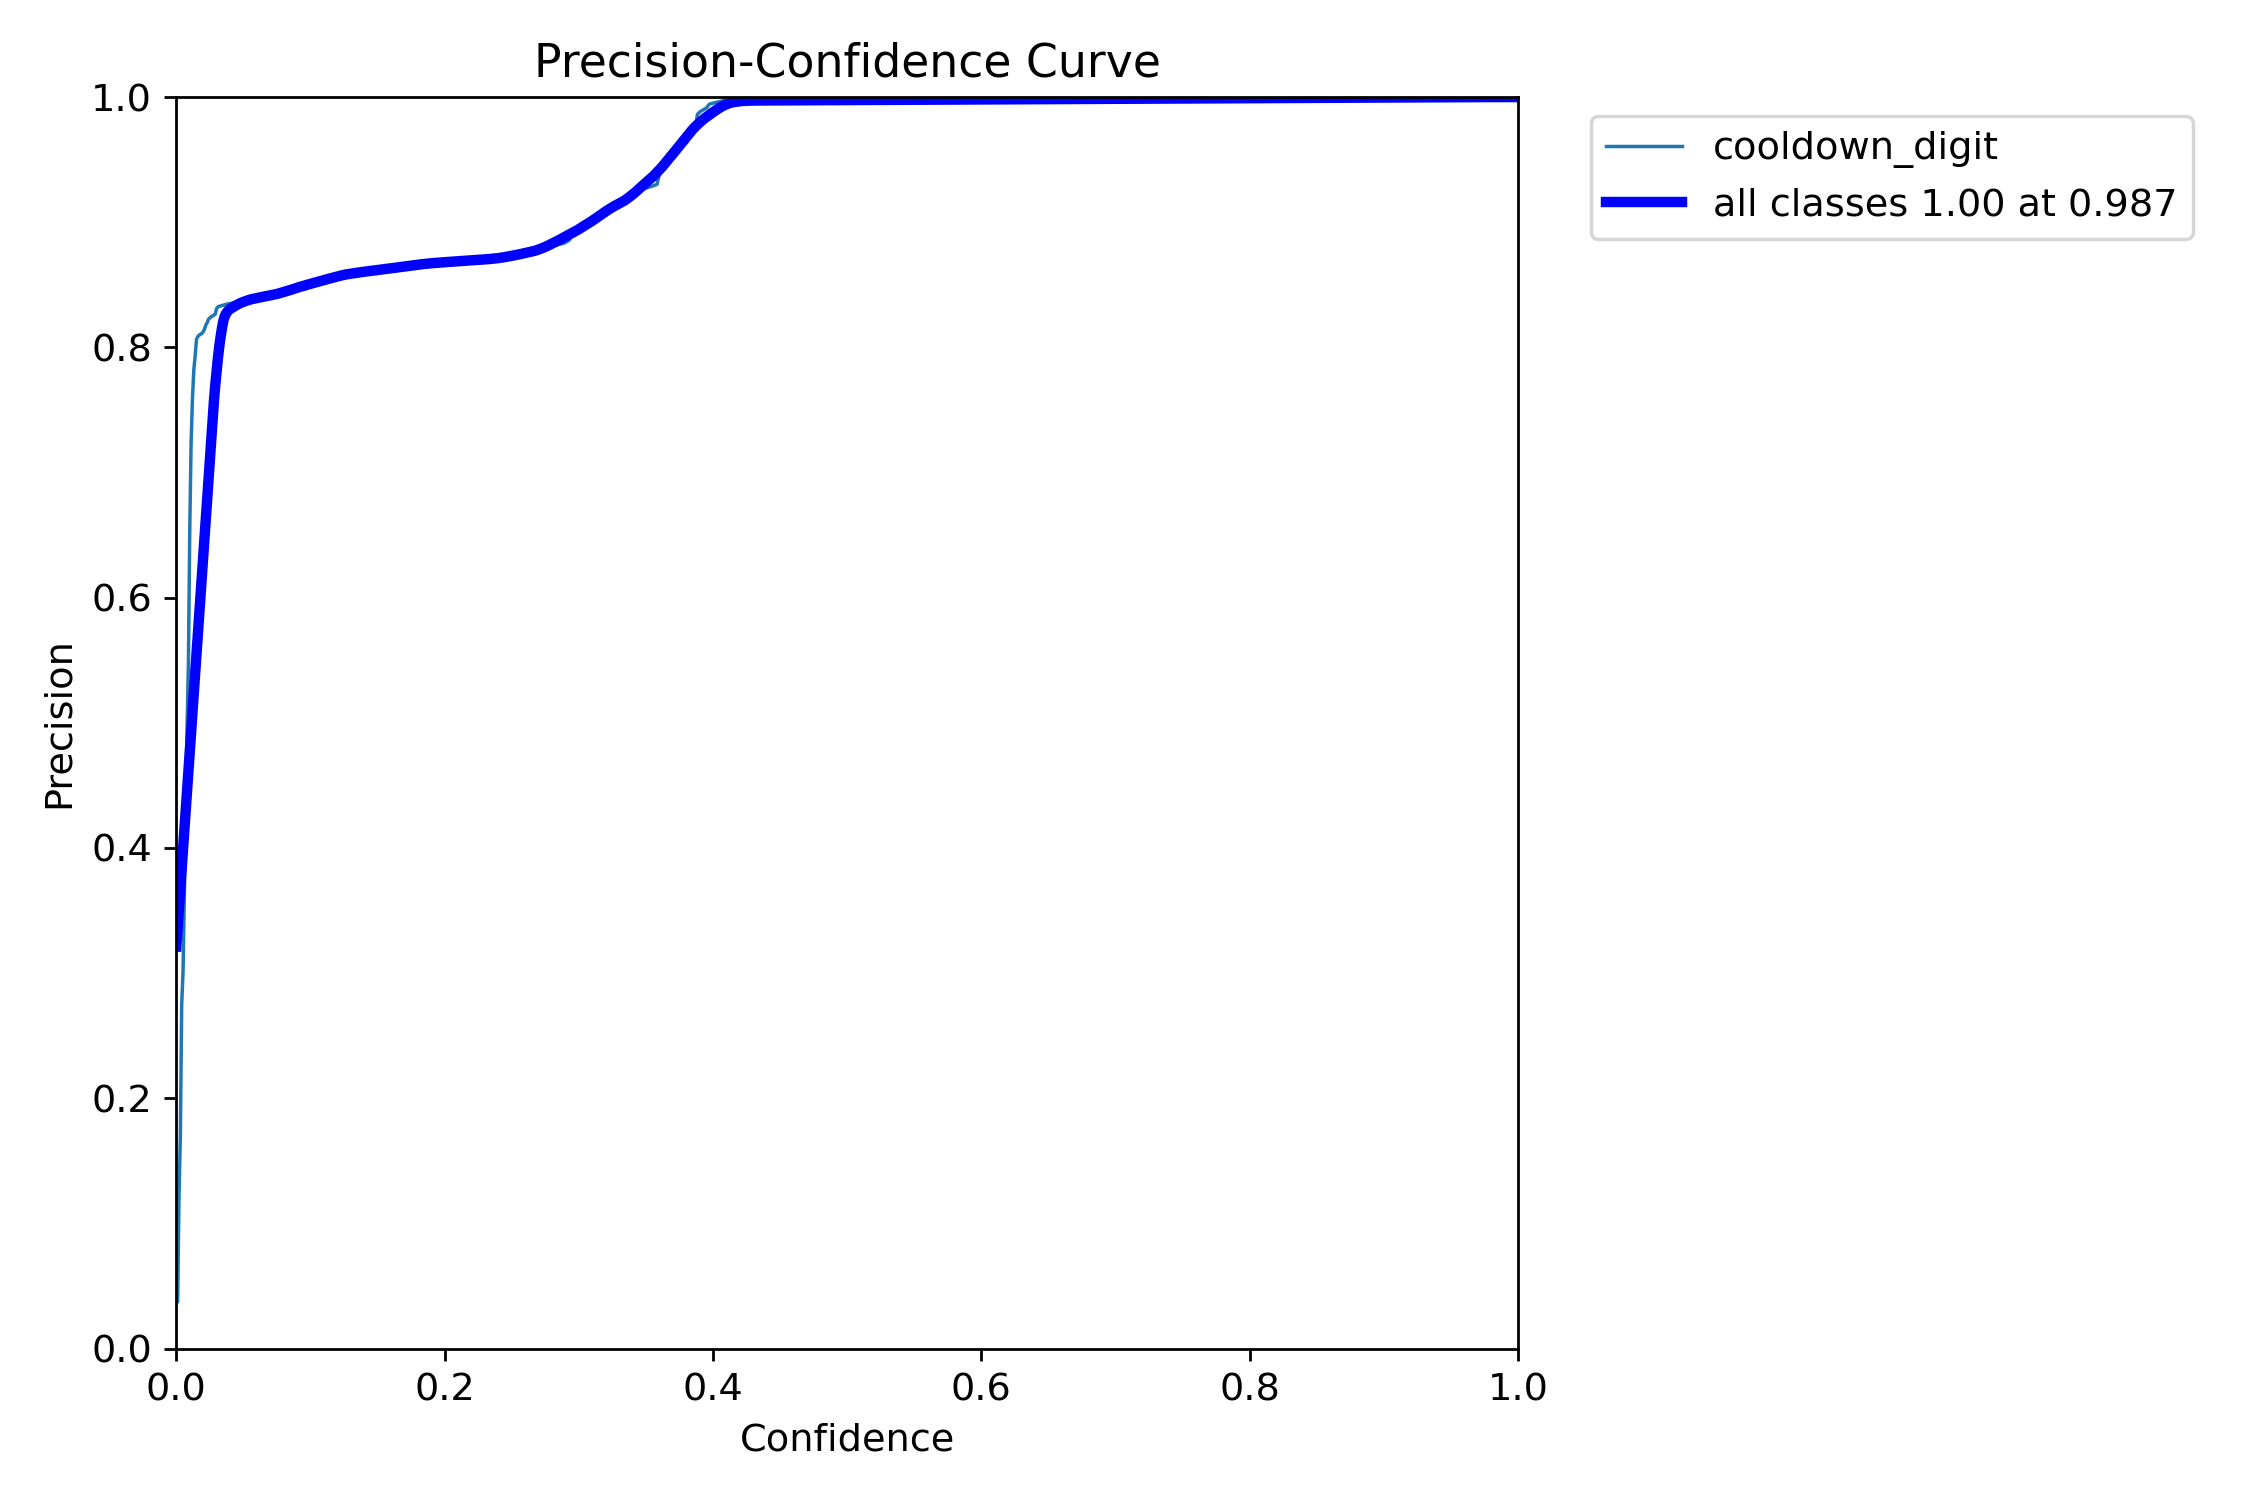 Precision-Confidence Curve
1.0
0.8
0.6
0.4
0.2
0.0
Precision
0.0 0.2 0.4 0.6 0.8 1.0
Confidence
cooldown_digit
all classes 1.00 at 0.987